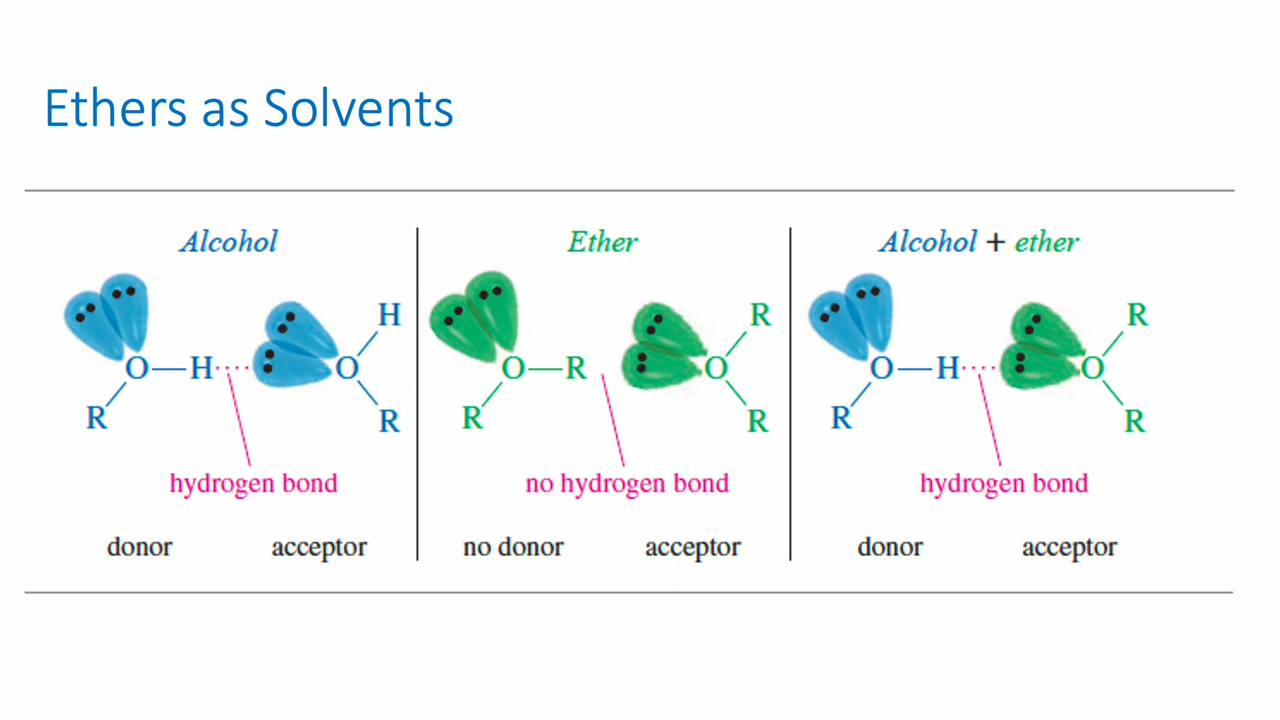 Ethers as Solvents
Alcohol
H
O—H
O
R
R
hydrogen bond
donor acceptor
Ether
R
O—R
O
R
R
no hydrogen bond
no donor acceptor
Alcohol + ether
R
O—H
O
R
R
hydrogen bond
donor acceptor